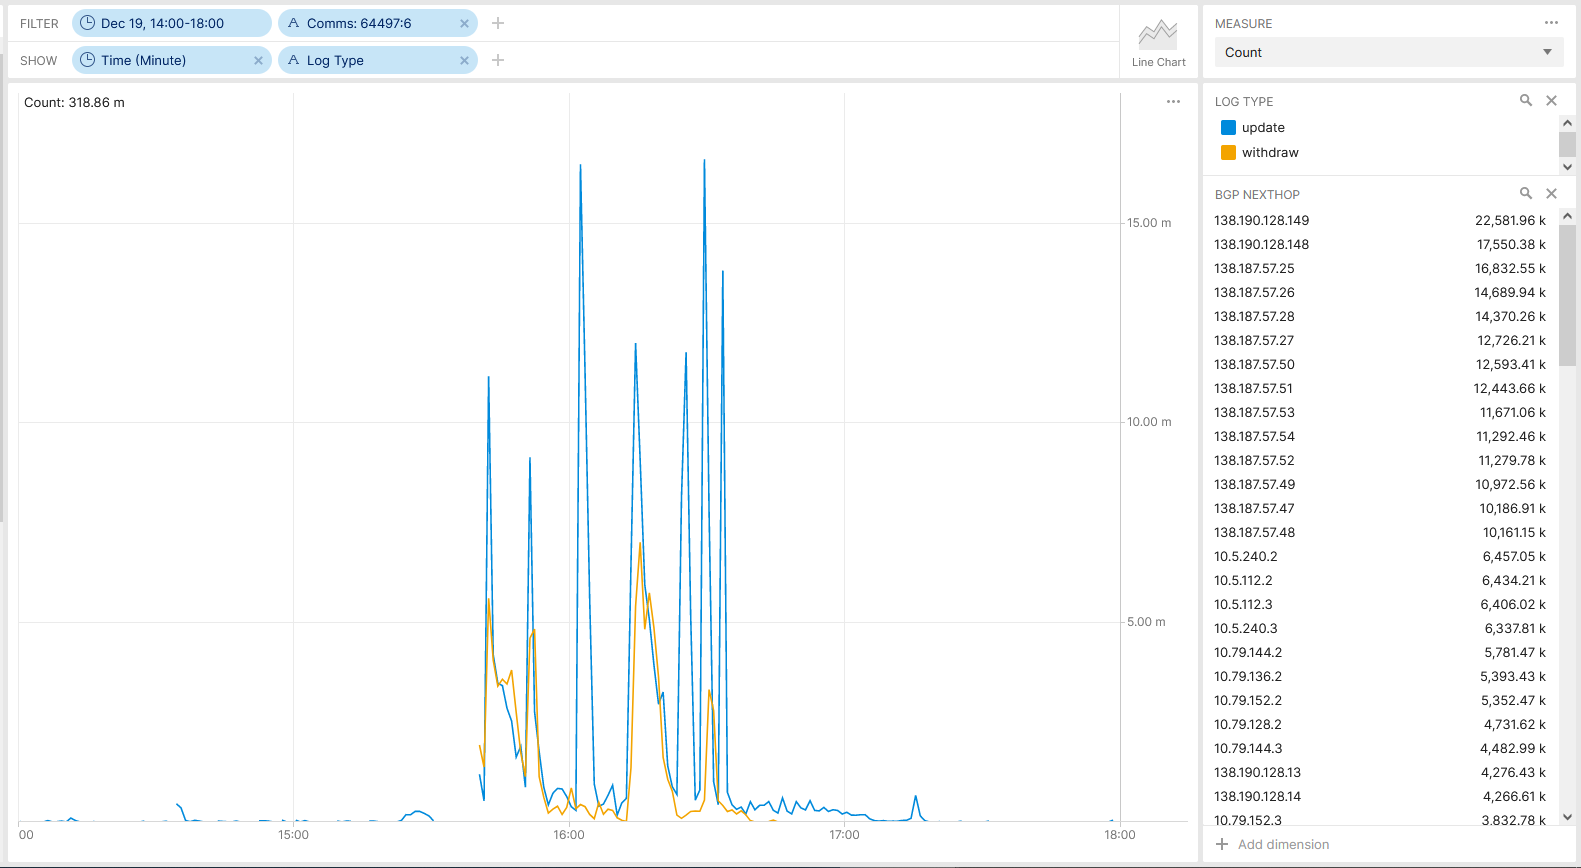 FILTER Dec 19, 14:00-18:00 A Comms: 64497:6
SHOW Time (Minute) A Log Type
Line Chart
MEASURE
Count
Count: 318.86 m
15.00 m
10.00 m
5.00 m
00 15:00 16:00 17:00 18:00
LOG TYPE
update
withdraw
BGP NEXTHOP
138.190.128.149 22,581.96 k
138.190.128.148 17,550.38 k
138.187.57.25 16,832.55 k
138.187.57.26 14,689.94 k
138.187.57.28 14,370.26 k
138.187.57.27 12,726.21 k
138.187.57.50 12,593.41 k
138.187.57.51 12,443.66 k
138.187.57.53 11,671.06 k
138.187.57.54 11,292.46 k
138.187.57.52 11,279.78 k
138.187.57.49 10,972.56 k
138.187.57.47 10,186.91 k
138.187.57.48 10,161.15 k
10.5.240.2 6,457.05 k
10.5.112.2 6,434.21 k
10.5.112.3 6,406.02 k
10.5.240.3 6,337.81 k
10.79.144.2 5,781.47 k
10.79.136.2 5,393.43 k
10.79.152.2 5,352.47 k
10.79.128.2 4,731.62 k
10.79.144.3 4,482.99 k
138.190.128.13 4,276.43 k
138.190.128.14 4,266.61 k
10.79.152.3 3,832.78 k
Add dimension